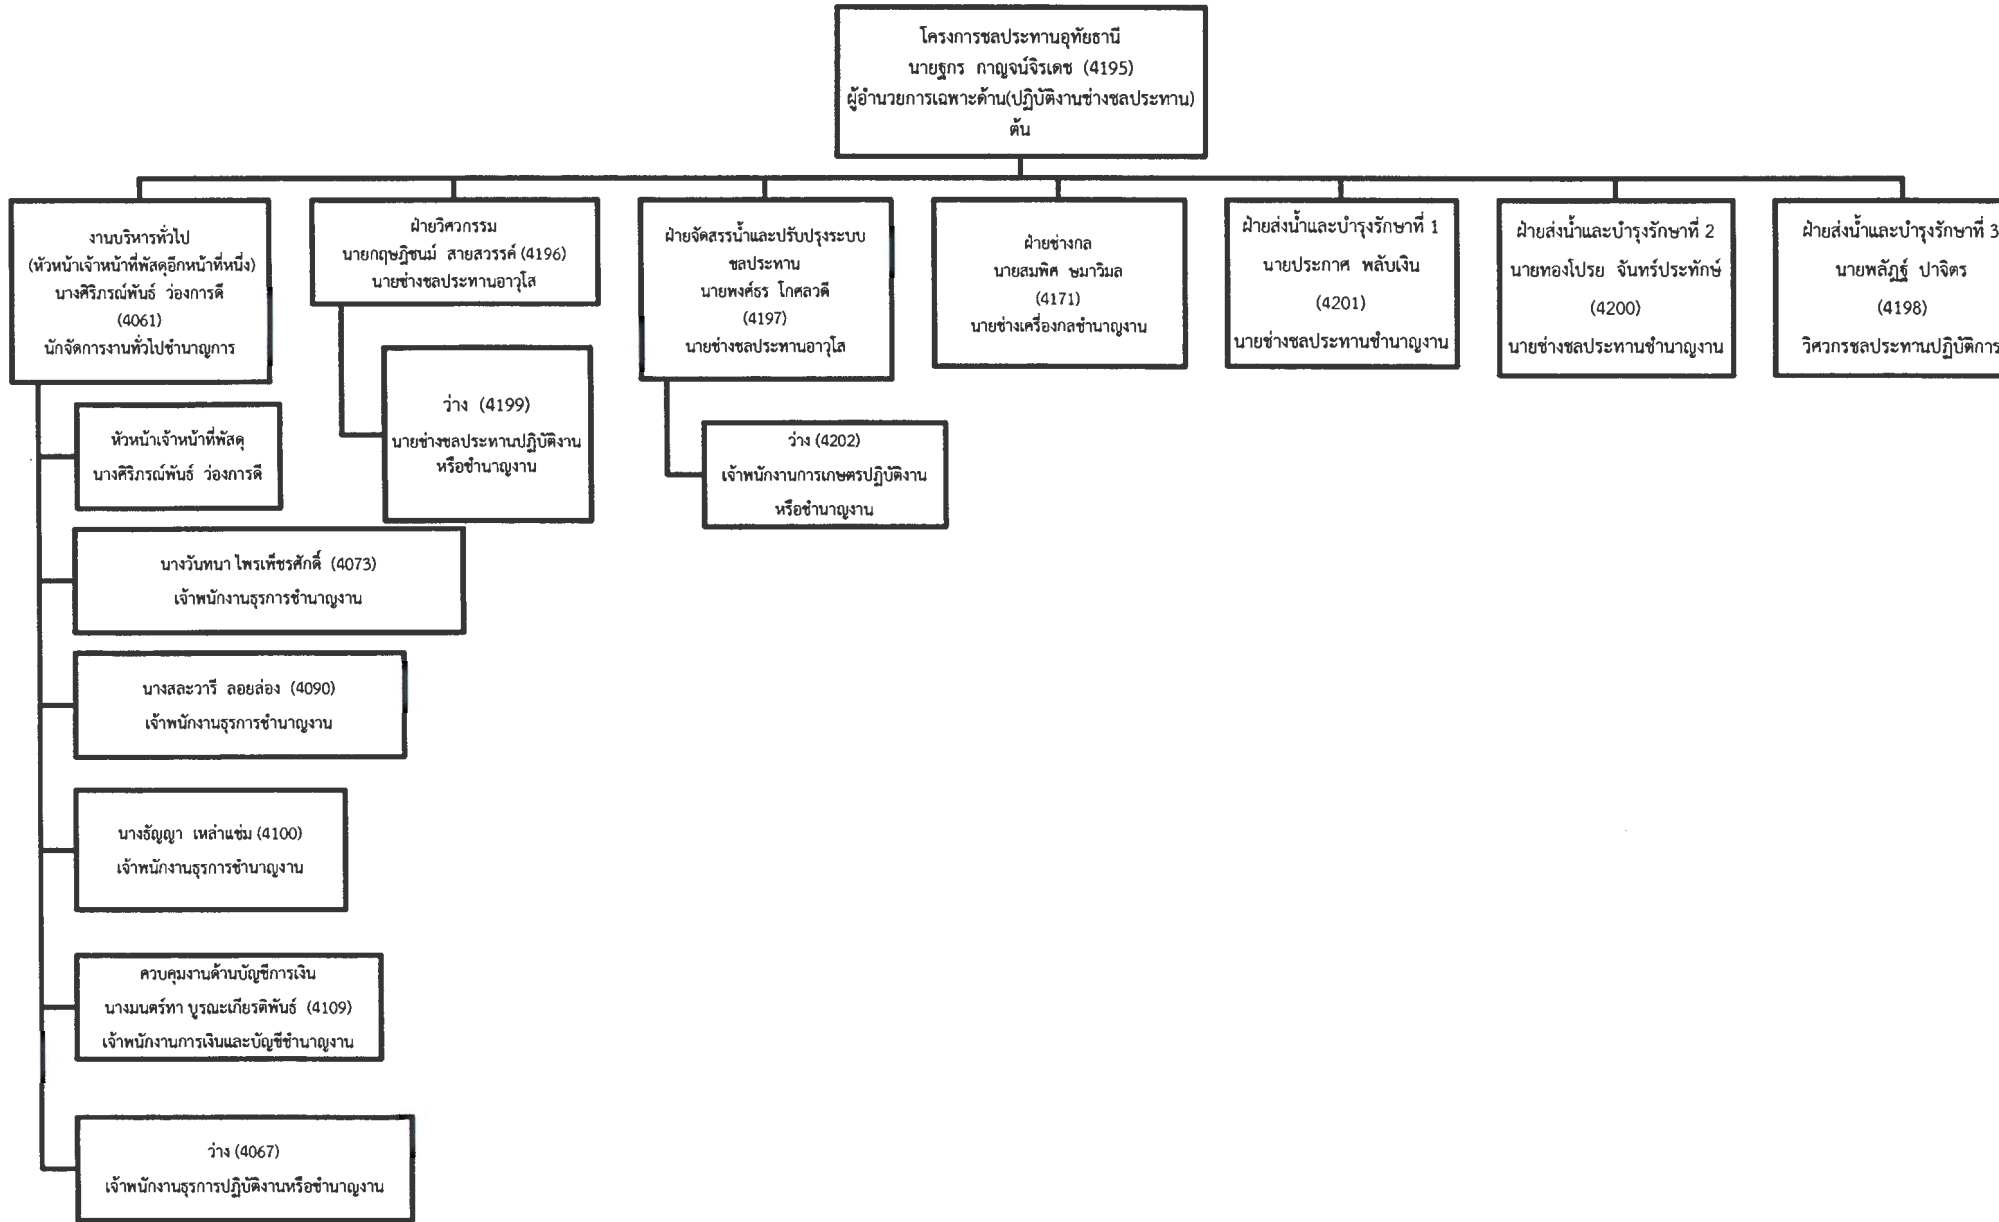 โครงการชลประทานอุทัยธานี
นายฐกร กาญจน์จิรเดช (4195)
ผู้อำนวยการเฉพาะด้าน(ปฏิบัติงานช่างชลประทาน)
ต้น
งานบริหารทั่วไป
(หัวหน้าเจ้าหน้าที่พัสดุอีกหน้าที่หนึ่ง)
นางศิริภรณ์พันธ์ ว่องการดี
(4061)
นักจัดการงานทั่วไปชำนาญการ
ฝ่ายวิศวกรรม
นายกฤษฎิชนม์ สายสวรรค์ (4196)
นายช่างชลประทานอาวุโส
ฝ่ายจัดสรรน้ำและปรับปรุงระบบ
ชลประทาน
นายพงศ์ธร โกศลวดี
(4197)
นายช่างชลประทานอาวุโส
ฝ่ายช่างกล
นายสมพิศ ษมาวิมล
(4171)
นายช่างเครื่องกลชำนาญงาน
ฝ่ายส่งน้ำและบำรุงรักษาที่ 1
นายประกาศ พลับเงิน
(4201)
นายช่างชลประทานชำนาญงาน
ฝ่ายส่งน้ำและบำรุงรักษาที่ 2
นายทองโปรย จันทร์ประทักษ์
(4200)
นายช่างชลประทานชำนาญงาน
ฝ่ายส่งน้ำและบำรุงรักษาที่ 3
นายพลัฏฐ์ ปาจิตร
(4198)
วิศวกรชลประทานปฏิบัติการ
หัวหน้าเจ้าหน้าที่พัสดุ
นางศิริภรณ์พันธ์ ว่องการดี
ว่าง (4199)
นายช่างชลประทานปฏิบัติงาน
หรือชำนาญงาน
ว่าง (4202)
เจ้าพนักงานการเกษตรปฏิบัติงาน
หรือชำนาญงาน
นางวันทนา ไพรเพ็ชรศักดิ์ (4073)
เจ้าพนักงานธุรการชำนาญงาน
นางสละวารี ลอยล่อง (4090)
เจ้าพนักงานธุรการชำนาญงาน
นางธัญญา เหล่าแช่ม (4100)
เจ้าพนักงานธุรการชำนาญงาน
ควบคุมงานด้านบัญชีการเงิน
นางมนตร์ทา บูรณะเกียรติพันธ์ (4109)
เจ้าพนักงานการเงินและบัญชีชำนาญงาน
ว่าง (4067)
เจ้าพนักงานธุรการปฏิบัติงานหรือชำนาญงาน